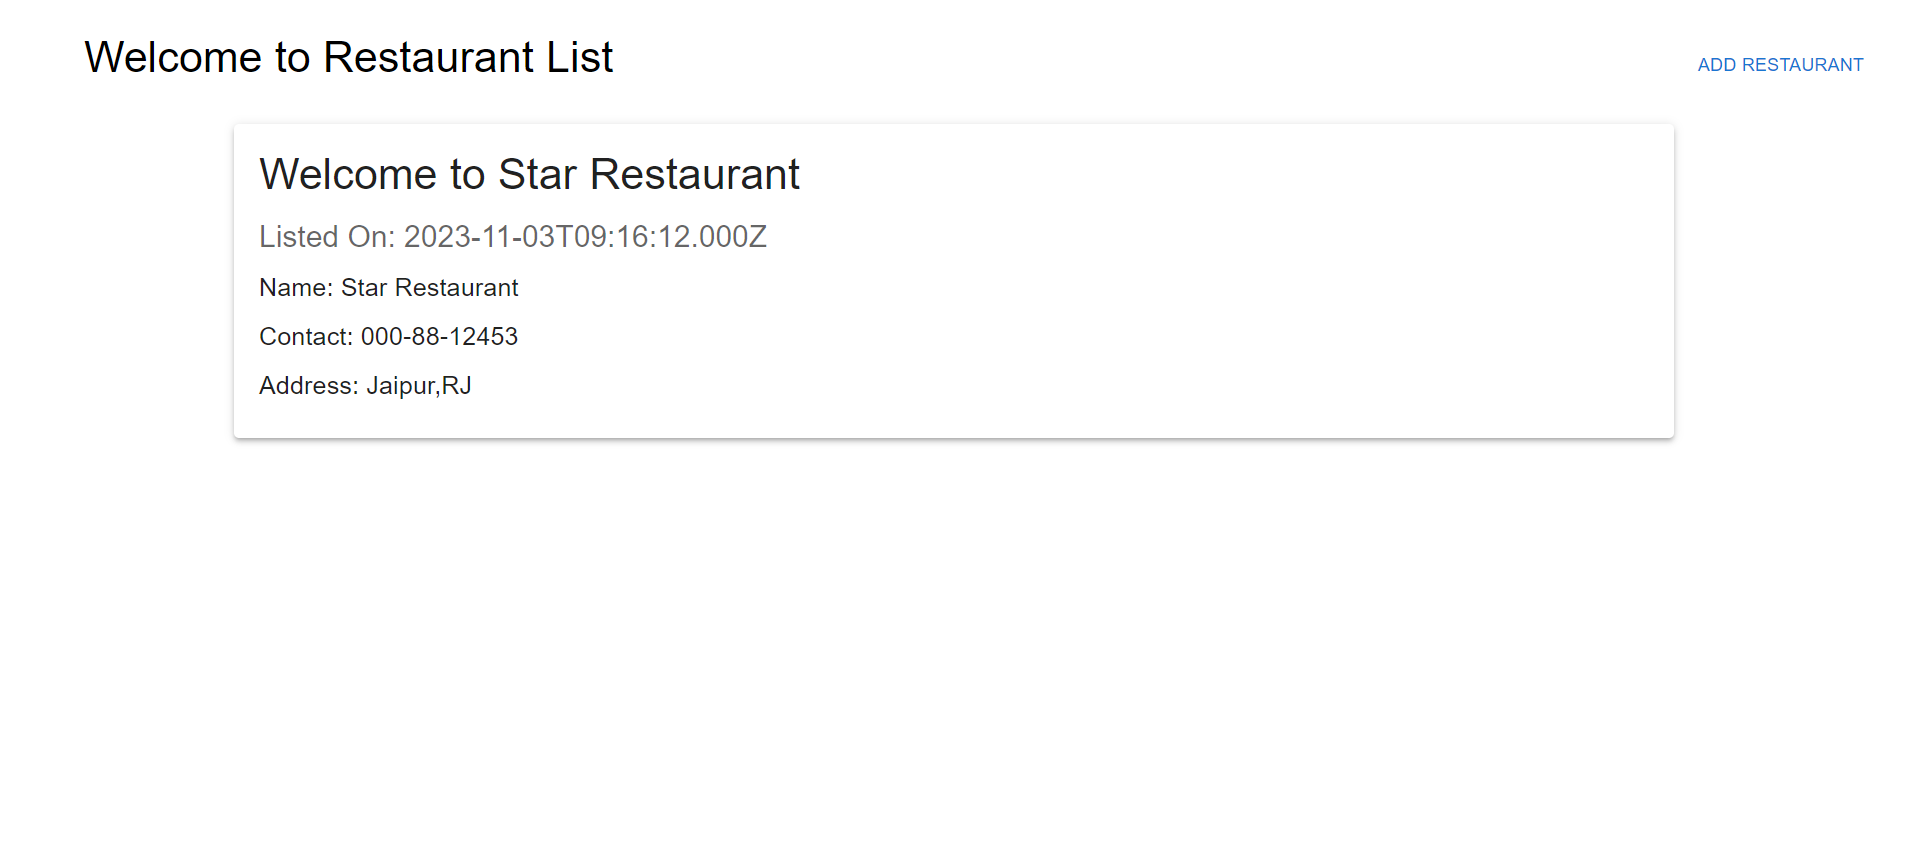 Welcome to Restaurant List
ADD RESTAURANT
Welcome to Star Restaurant
Listed On: 2023-11-03T09:16:12.000Z
Name: Star Restaurant
Contact: 000-88-12453
Address: Jaipur,RJ